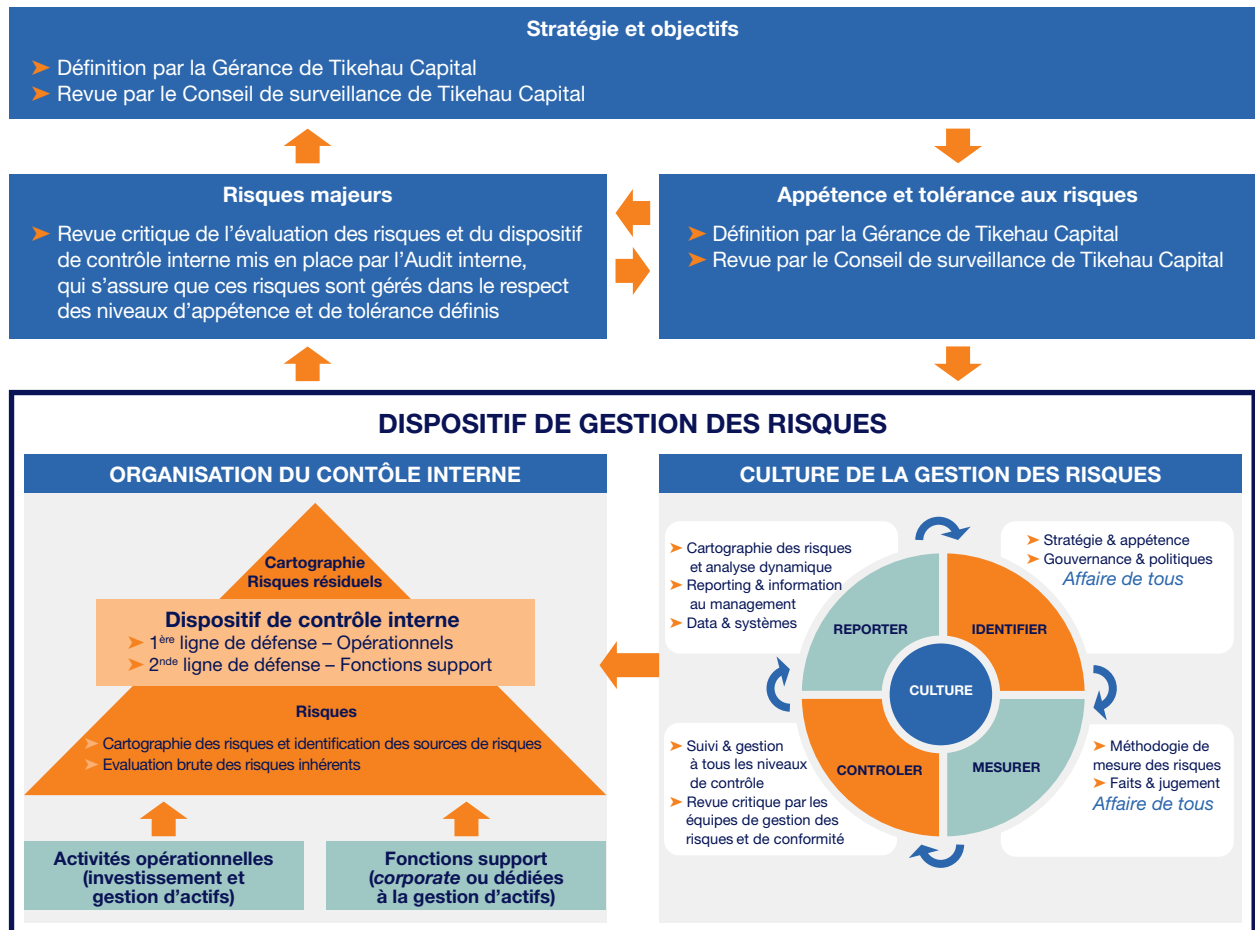 Stratégie et objectifs
➤ Définition par la Gérance de Tikehau Capital
➤ Revue par le Conseil de surveillance de Tikehau Capital
Risques majeurs
➤ Revue critique de l’évaluation des risques et du dispositif
de contrôle interne mis en place par l’Audit interne,
qui s’assure que ces risques sont gérés dans le respect
des niveaux d’appétence et de tolérance définis
Appétence et tolérance aux risques
➤ Définition par la Gérance de Tikehau Capital
➤ Revue par le Conseil de surveillance de Tikehau Capital
DISPOSITIF DE GESTION DES RISQUES
ORGANISATION DU CONTÔLE INTERNE
Cartographie
Risques résiduels
Dispositif de contrôle interne
➤ 1ère ligne de défense – Opérationnels
➤ 2nde ligne de défense – Fonctions support
Risques
➤ Cartographie des risques et identification des sources de risques
➤ Evaluation brute des risques inhérents
Activités opérationnelles
(investissement et
gestion d’actifs)
Fonctions support
(corporate ou dédiées
à la gestion d’actifs)
CULTURE DE LA GESTION DES RISQUES
➤ Cartographie des risques
et analyse dynamique
➤ Reporting & information
au management
➤ Data & systèmes
➤ Stratégie & appétence
➤ Gouvernance & politiques
Affaire de tous
REPORTER
IDENTIFIER
CULTURE
CONTROLER
MESURER
➤ Suivi & gestion
à tous les niveaux
de contrôle
➤ Revue critique par les
équipes de gestion des
risques et de conformité
➤ Méthodologie de
mesure des risques
➤ Faits & jugement
Affaire de tous